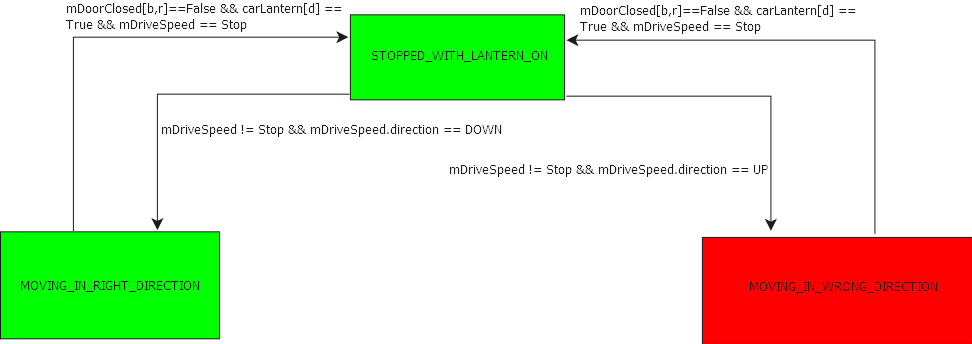 mDoorClosed[b,r]==False && carLantern[d] ==
True && mDriveSpeed == Stop
mDoorClosed[b,r]==False && carLantern[d] ==
True && mDriveSpeed == Stop
STOPPED_WITH_LANTERN_ON
mDriveSpeed != Stop && mDriveSpeed.direction == DOWN
mDriveSpeed != Stop && mDriveSpeed.direction == UP
MOVING_IN_RIGHT_DIRECTION
MOVING_IN_WRONG_DIRECTION